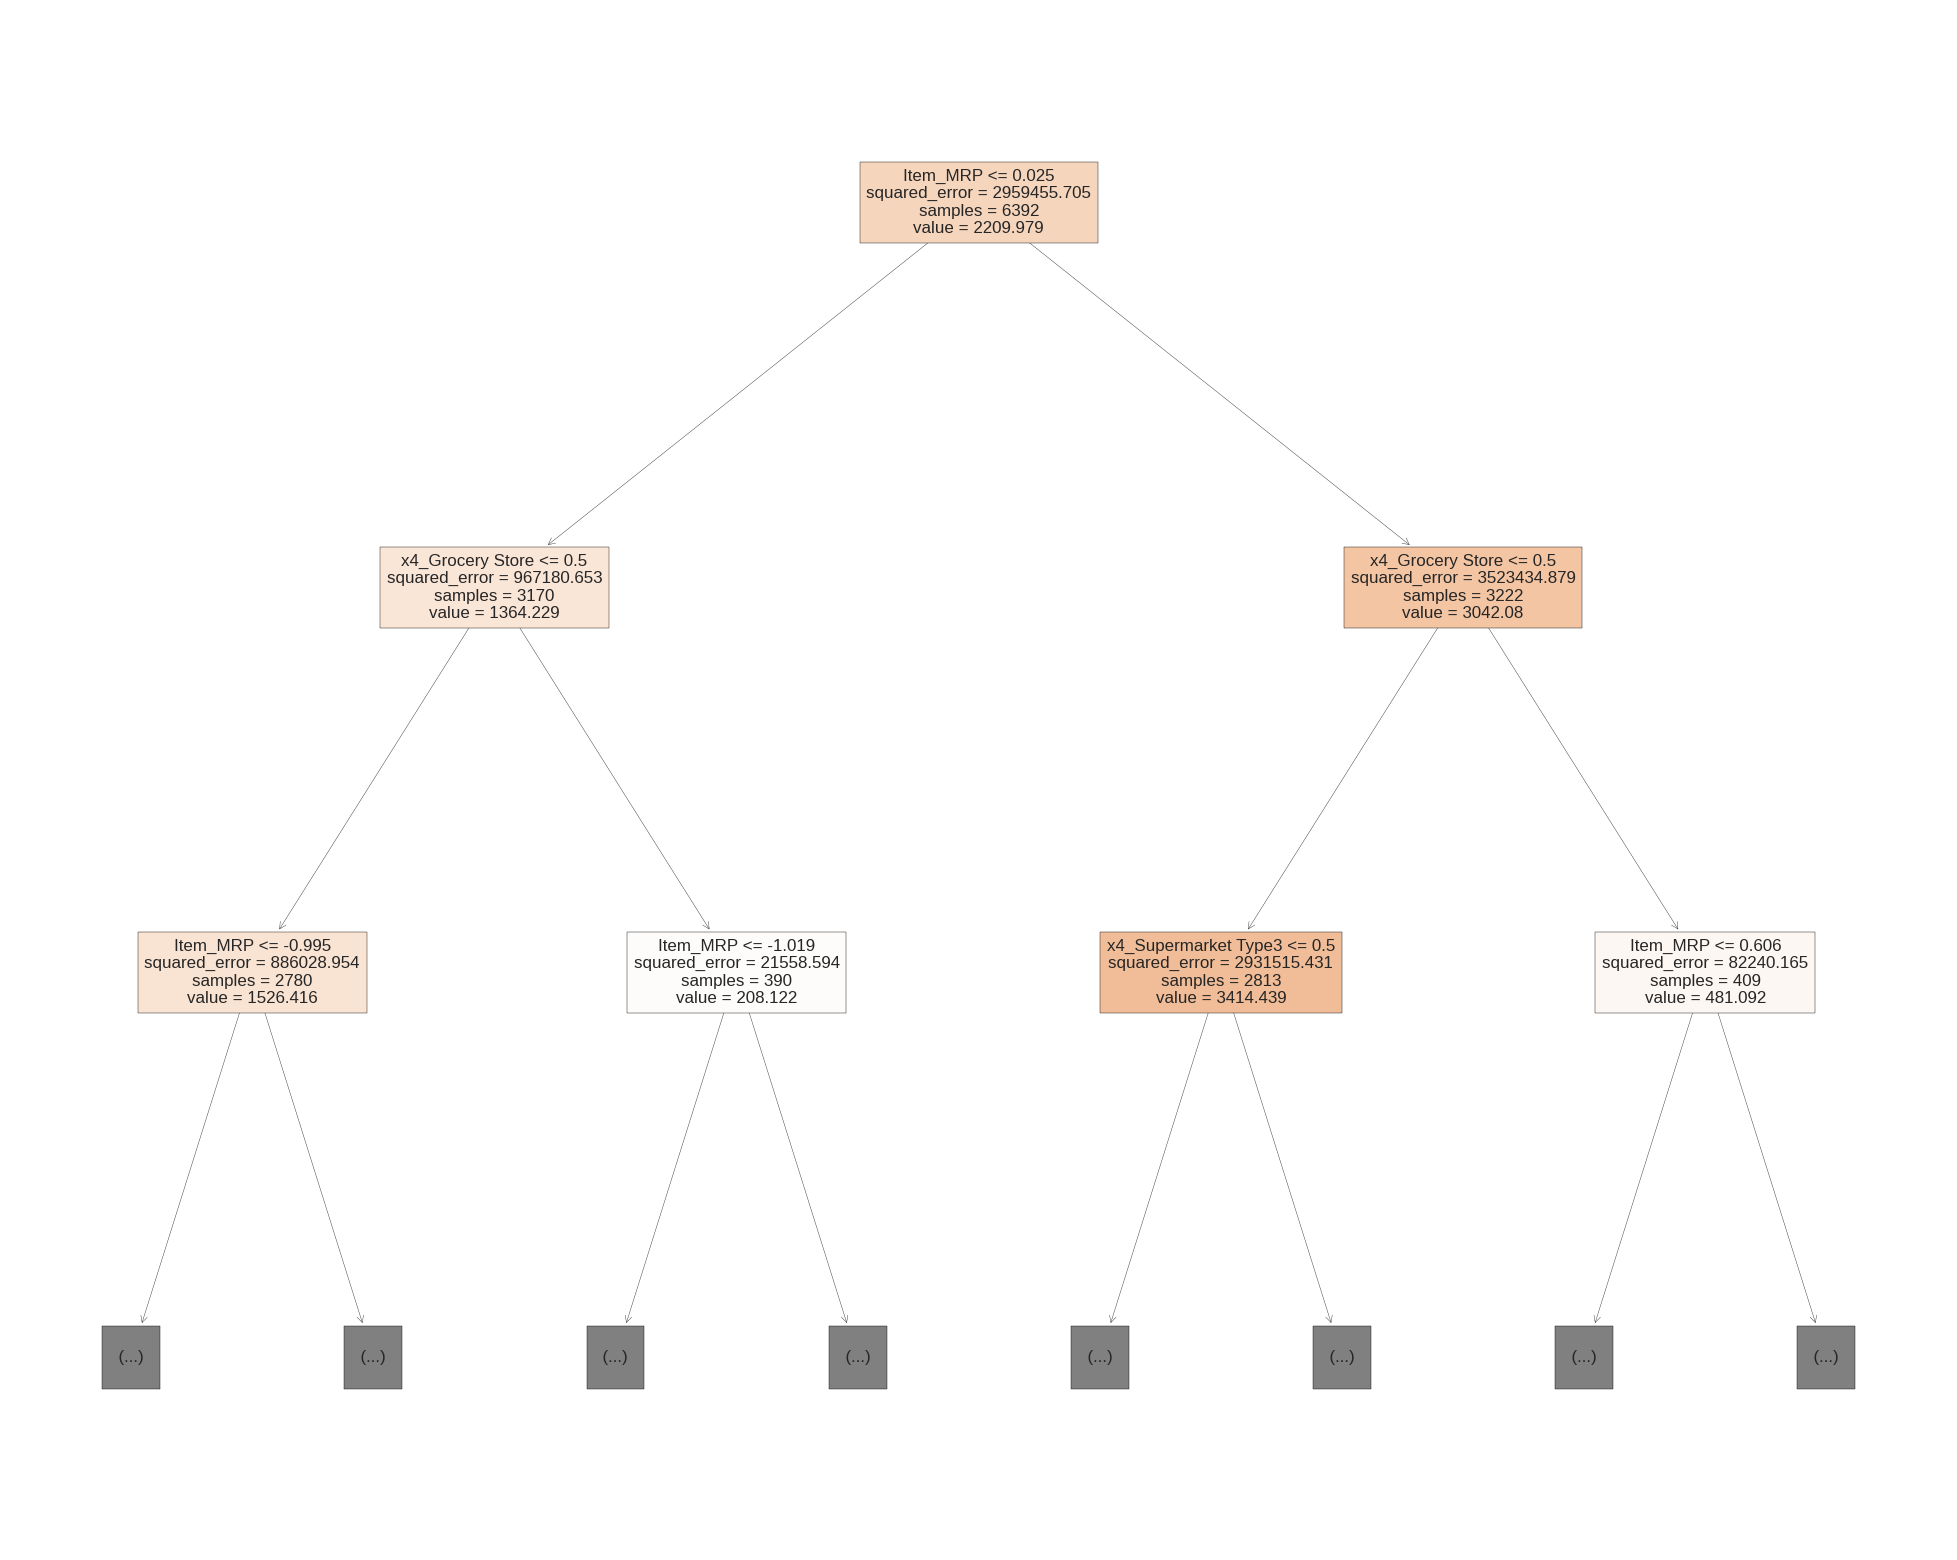 Item_MRP <= 0.025
squared_error = 2959455.705
samples = 6392
value = 2209.979
x4_Grocery Store <= 0.5
squared_error = 967180.653
samples = 3170
value = 1364.229
x4_Grocery Store <= 0.5
squared_error = 3523434.879
samples = 3222
value = 3042.08
Item_MRP <= -0.995
squared_error = 886028.954
samples = 2780
value = 1526.416
Item_MRP <= -1.019
squared_error = 21558.594
samples = 390
value = 208.122
x4_Supermarket Type3 <= 0.5
squared_error = 2931515.431
samples = 2813
value = 3414.439
Item_MRP <= 0.606
squared_error = 82240.165
samples = 409
value = 481.092
(...)
(...)
(...)
(...)
(...)
(...)
(...)
(...)